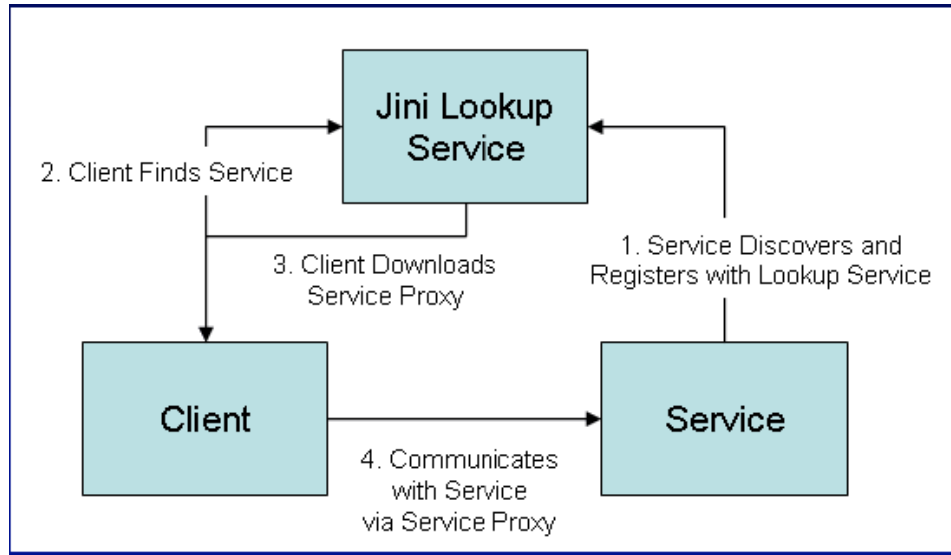 Jini Lookup
Service
2. Client Finds Service
3. Client Downloads
Service Proxy
1. Service Discovers and
Registers with Lookup Service
Client
Service
4. Communicates
with Service
via Service Proxy